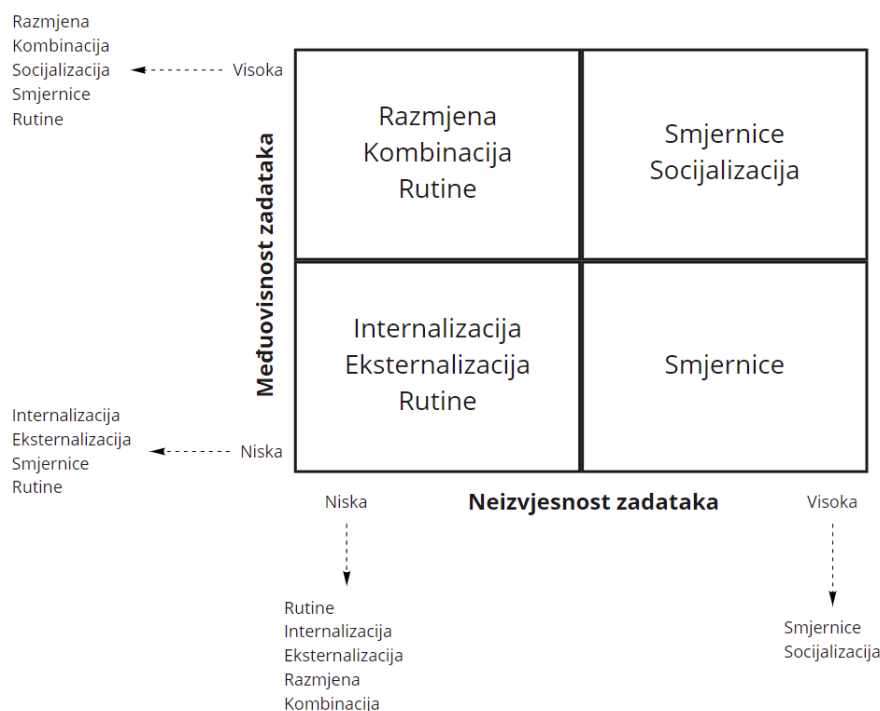 Razmjena
Kombinacija
Socijalizacija
Smjernice
Rutine
Visoka
Razmjena
Kombinacija
Rutine
Smjernice
Socijalizacija
Međuovisnost zadataka
Internalizacija
Eksternalizacija
Rutine
Smjernice
Internalizacija
Eksternalizacija
Smjernice
Rutine
Niska
Niska
Neizvjesnost zadataka
Visoka
Rutine
Internalizacija
Eksternalizacija
Razmjena
Kombinacija
Smjernice
Socijalizacija